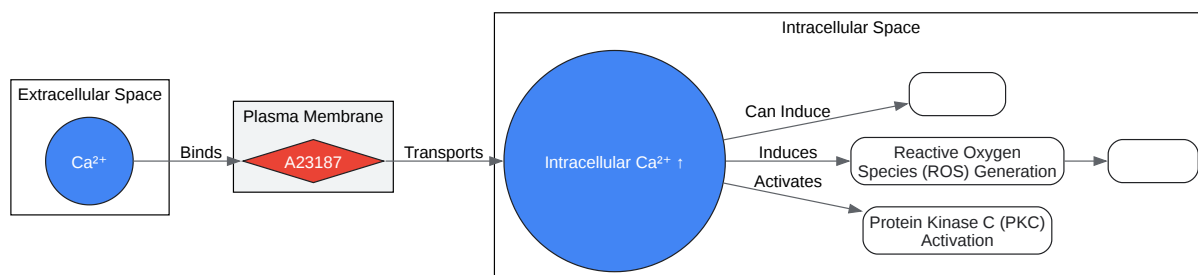 Intracellular Space
Extracellular Space
Plasma Membrane
Ca²⁺
Binds
A23187
Transports
Intracellular Ca²⁺ ↑
Can Induce
Induces
Reactive Oxygen
Species (ROS) Generation
Activates
Protein Kinase C (PKC)
Activation